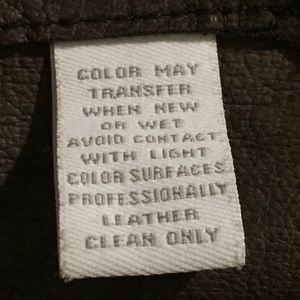 COLOR MAY
TRANSFER
WHEN NEW
OR WET
AVOID CONTACT
WITH LIGHT
COLOR SURFACES
PROFESSIONALLY
LEATHER
CLEAN ONLY